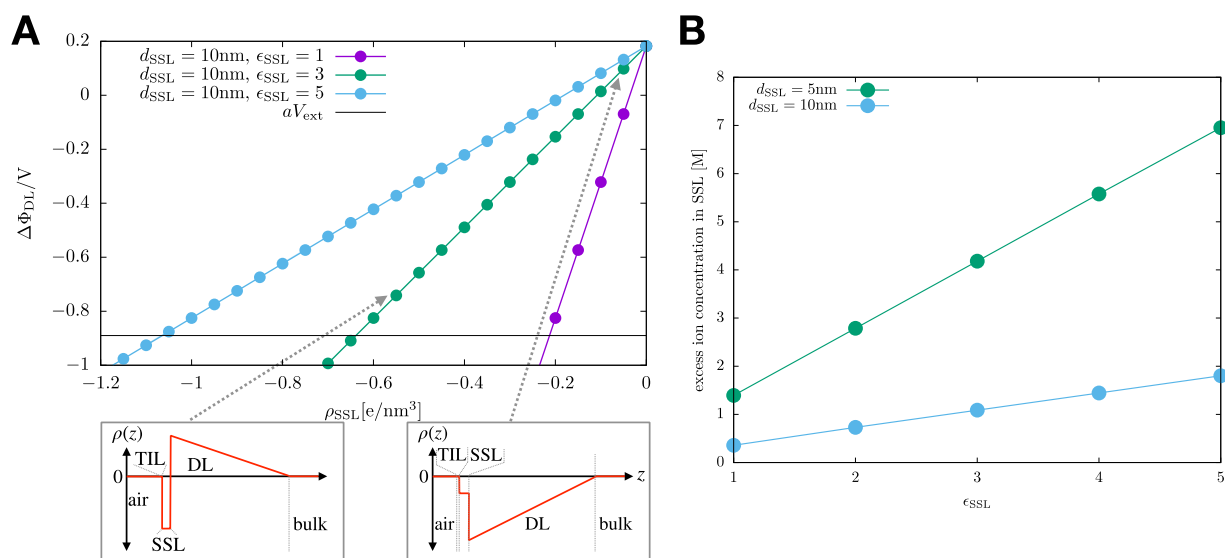 A
0.2
0
−0.2
−0.4
−0.6
−0.8
−1
ΔΦ_DL/V
d_SSL = 10nm, ϵ_SSL = 1
d_SSL = 10nm, ϵ_SSL = 3
d_SSL = 10nm, ϵ_SSL = 5
aV_ext
−1.2 −1 −0.8 −0.6 −0.4 −0.2 0
ρ_SSL[e/nm³]
ρ(z)
TIL
0
DL
air
bulk
SSL
ρ(z)
TIL SSL
0
z
air
DL
bulk
B
8
7
6
5
4
3
2
1
0
excess ion concentration in SSL [M]
d_SSL = 5nm
d_SSL = 10nm
1 2 3 4 5
ϵ_SSL